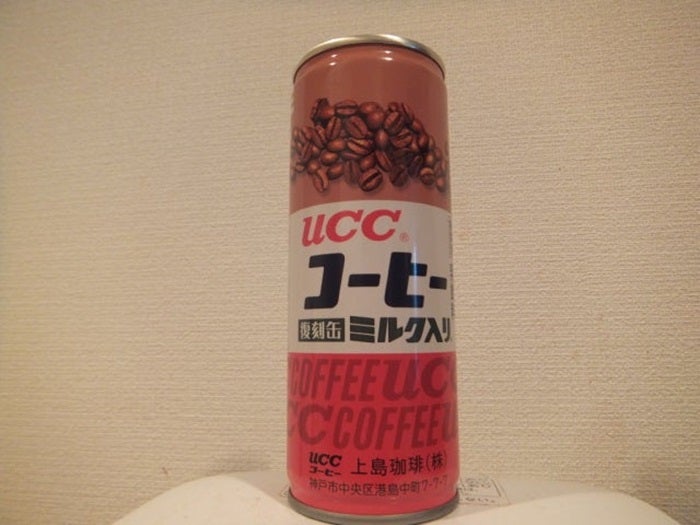 UCC®
コーヒー
復刻缶 ミルク入り
COFFEE UC
CC COFFEE U
UCC 上島珈琲(株)
コーヒー
神戸市中央区港島中町7-7-7